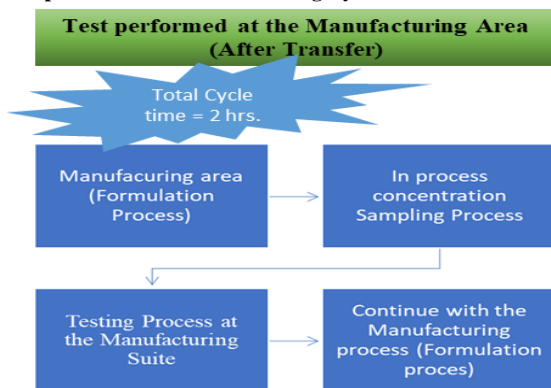 Test performed at the Manufacturing Area
(After Transfer)
Total Cycle
time = 2 hrs.
Manufacuring area
(Formulation
Process)
In process
concentration
Sampling Process
Testing Process at
the Manufacturing
Suite
Continue with the
Manufacturing
process (Formulation
proces)